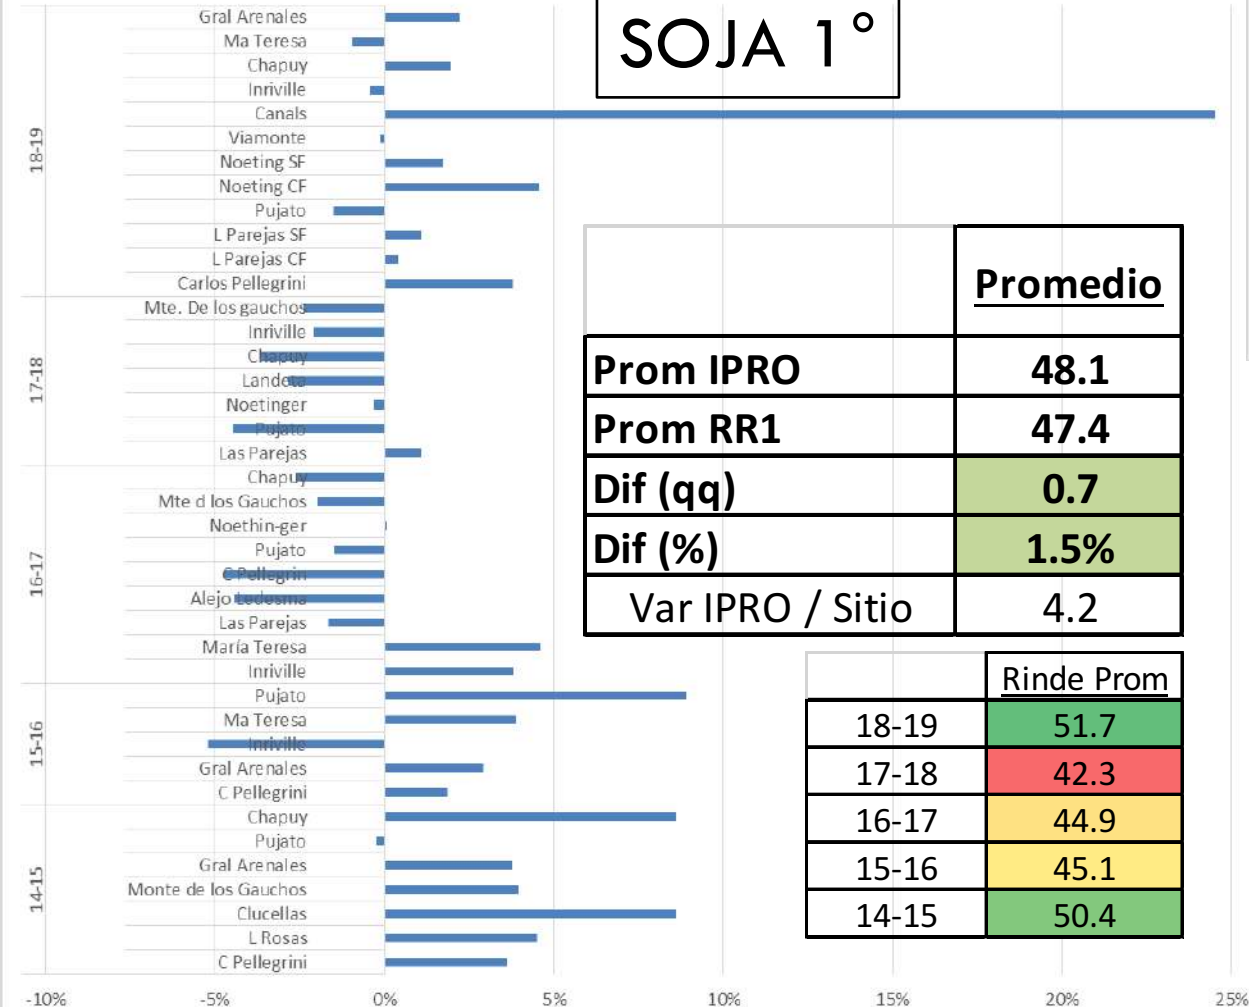 SOJA 1°
18-19
Gral Arenales
Ma Teresa
Chapuy
Inriville
Canals
Viamonte
Noeting SF
Noeting CF
Pujato
L Parejas SF
L Parejas CF
Carlos Pellegrini
17-18
Mte. De los gauchos
Inriville
Chapuy
Landeta
Noetinger
Pujato
Las Parejas
16-17
Chapuy
Mte d los Gauchos
Noethin-ger
Pujato
C Pellegrin
Alejo Ledesma
Las Parejas
María Teresa
Inriville
15-16
Pujato
Ma Teresa
Inriville
Gral Arenales
C Pellegrini
14-15
Chapuy
Pujato
Gral Arenales
Monte de los Gauchos
Clucellas
L Rosas
C Pellegrini
-10% -5% 0% 5% 10% 15% 20% 25%
Promedio
Prom IPRO 48.1
Prom RR1 47.4
Dif (qq) 0.7
Dif (%) 1.5%
Var IPRO / Sitio 4.2
Rinde Prom
18-19 51.7
17-18 42.3
16-17 44.9
15-16 45.1
14-15 50.4